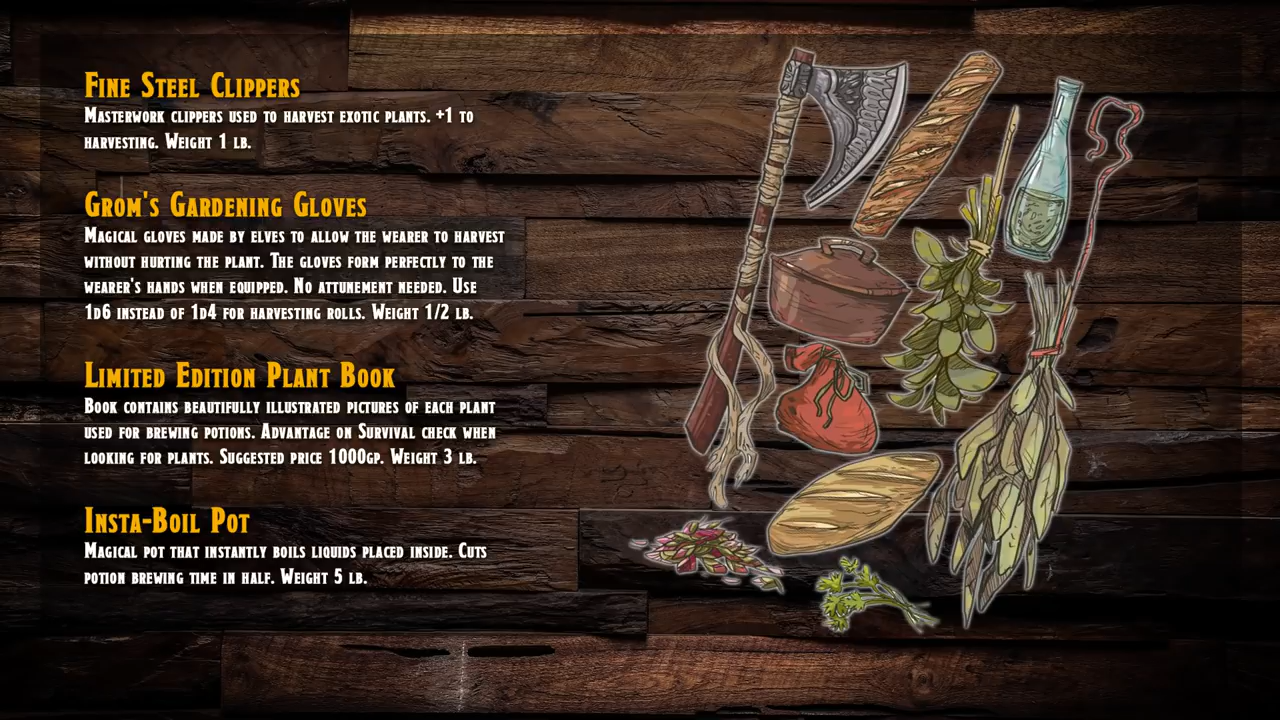 Fine Steel Clippers
Masterwork clippers used to harvest exotic plants. +1 to
harvesting. Weight 1 lb.
Grom's Gardening Gloves
Magical gloves made by elves to allow the wearer to harvest
without hurting the plant. The gloves form perfectly to the
wearer's hands when equipped. No attunement needed. Use
1d6 instead of 1d4 for harvesting rolls. Weight 1/2 lb.
Limited Edition Plant Book
Book contains beautifully illustrated pictures of each plant
used for brewing potions. Advantage on Survival check when
looking for plants. Suggested price 1000gp. Weight 3 lb.
Insta-Boil Pot
Magical pot that instantly boils liquids placed inside. Cuts
potion brewing time in half. Weight 5 lb.